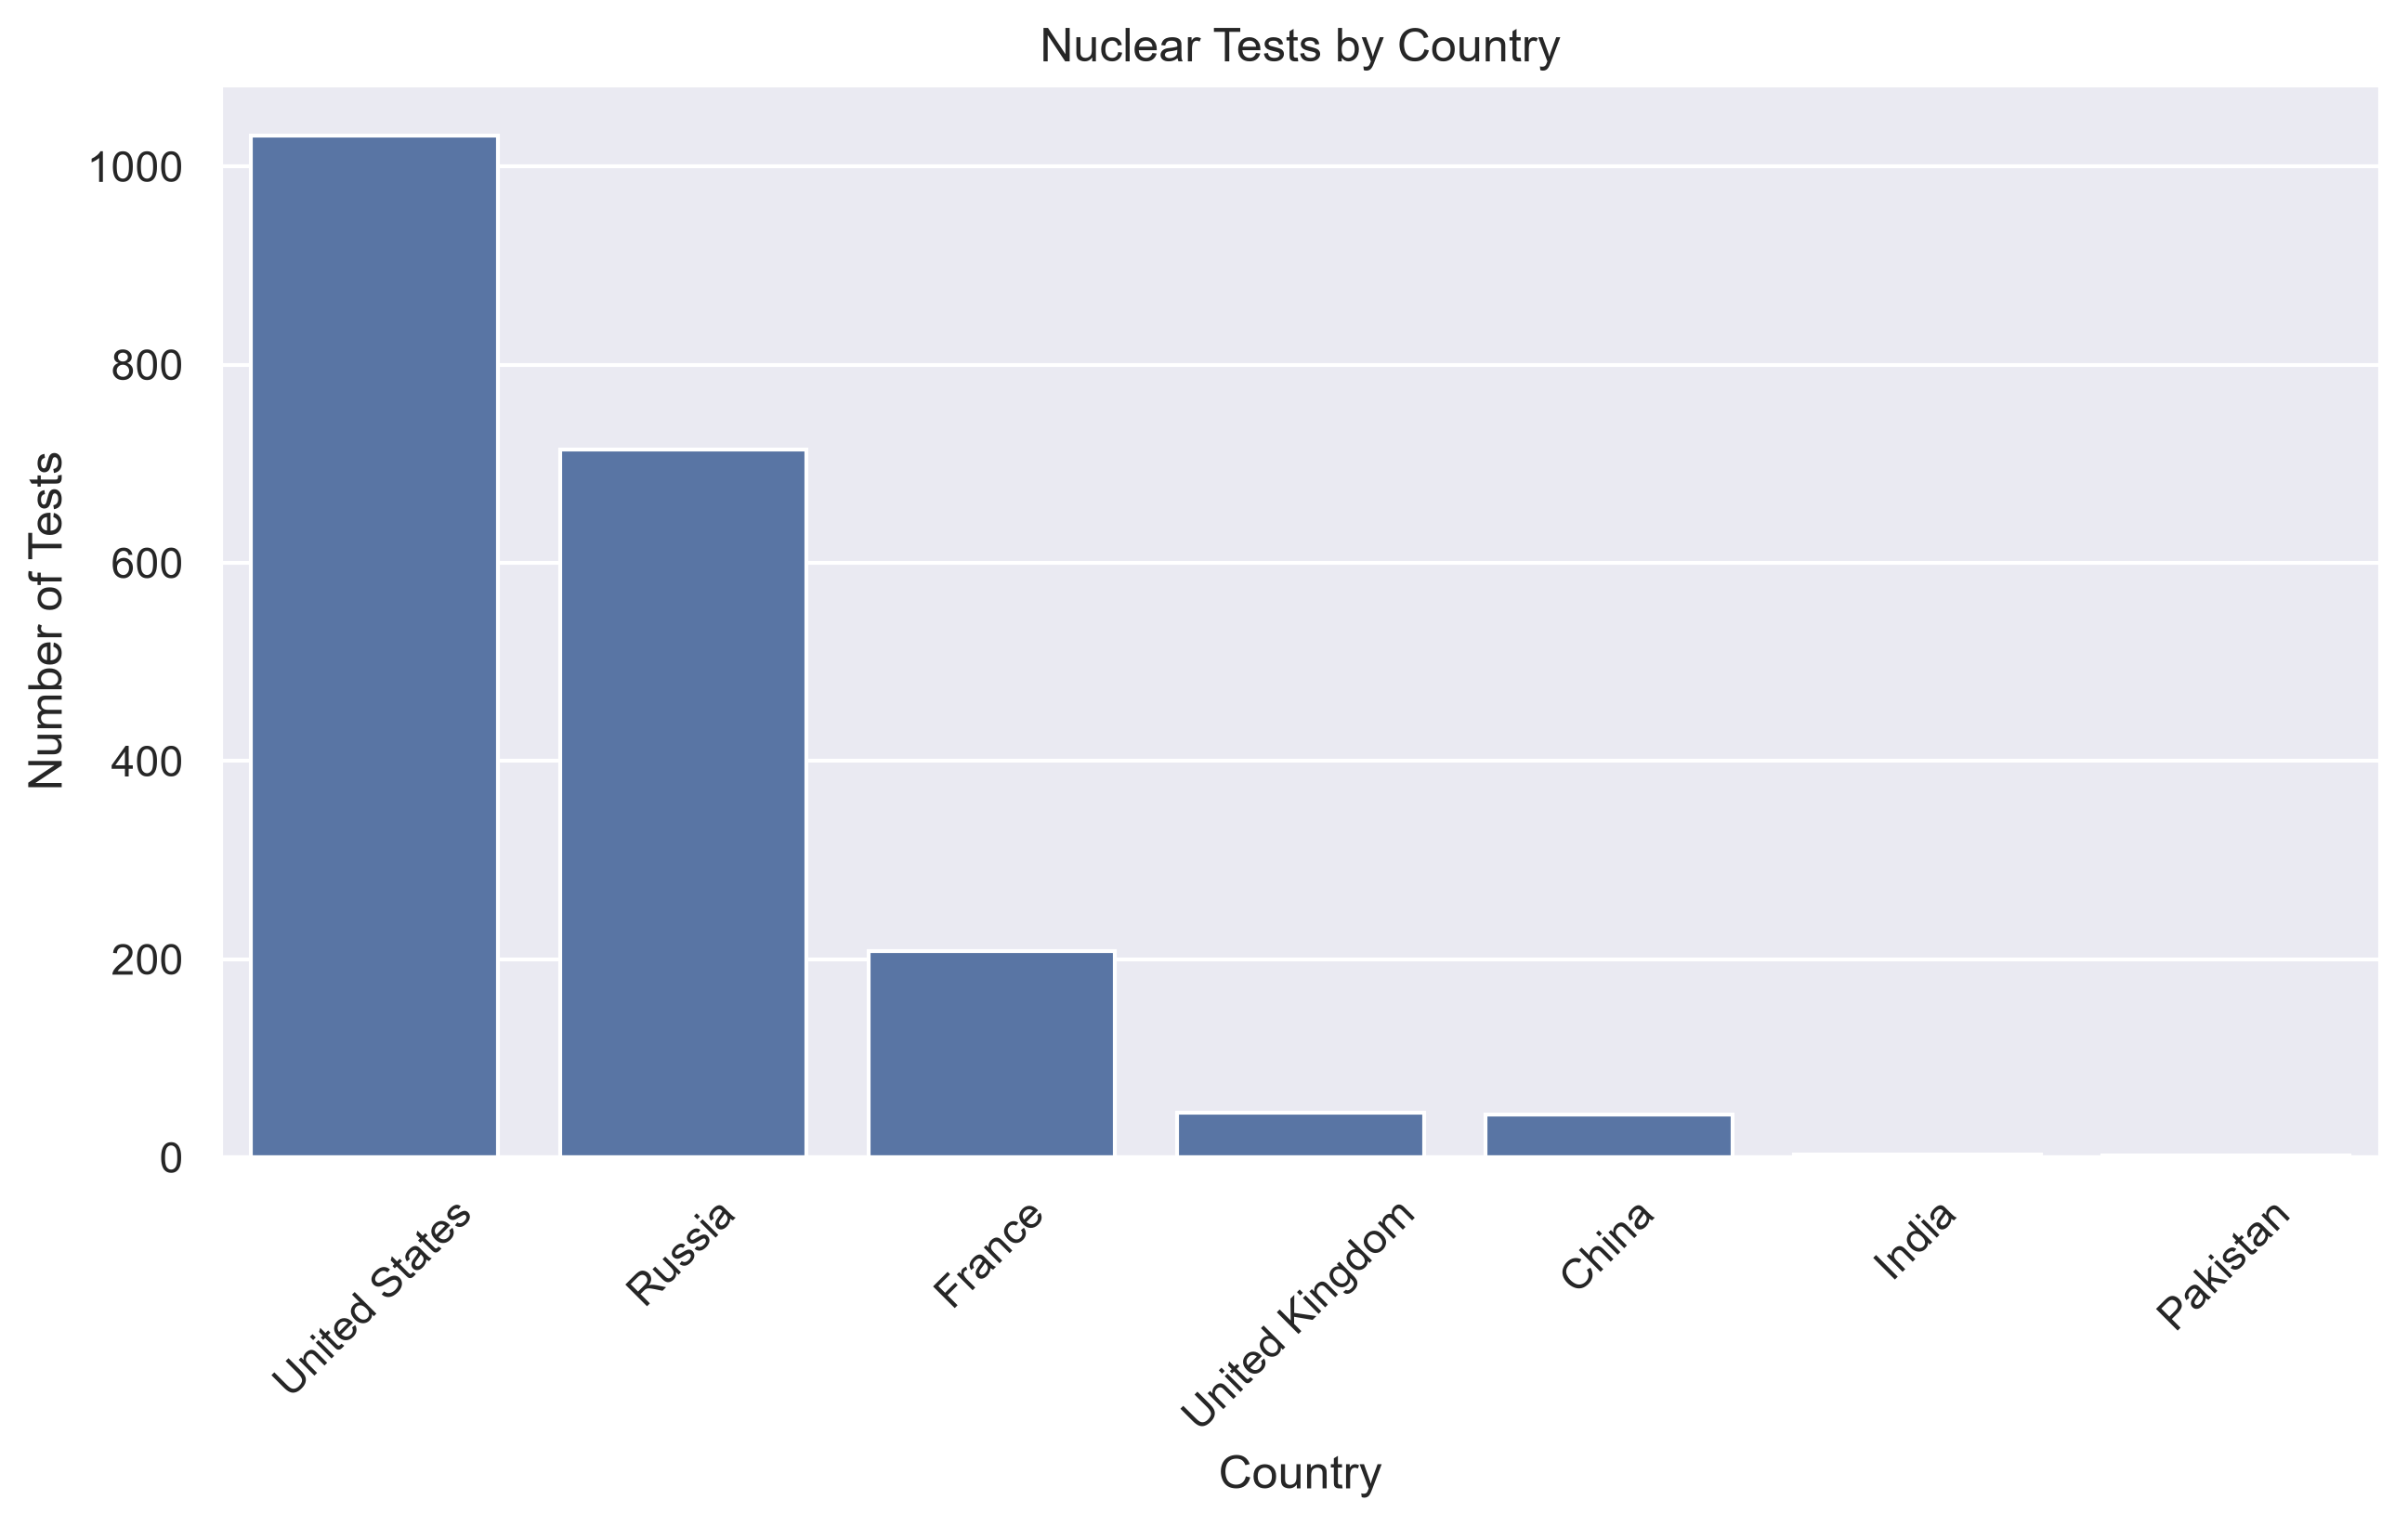 Nuclear Tests by Country
Number of Tests
1000
800
600
400
200
0
United States
Russia
France
United Kingdom
China
India
Pakistan
Country